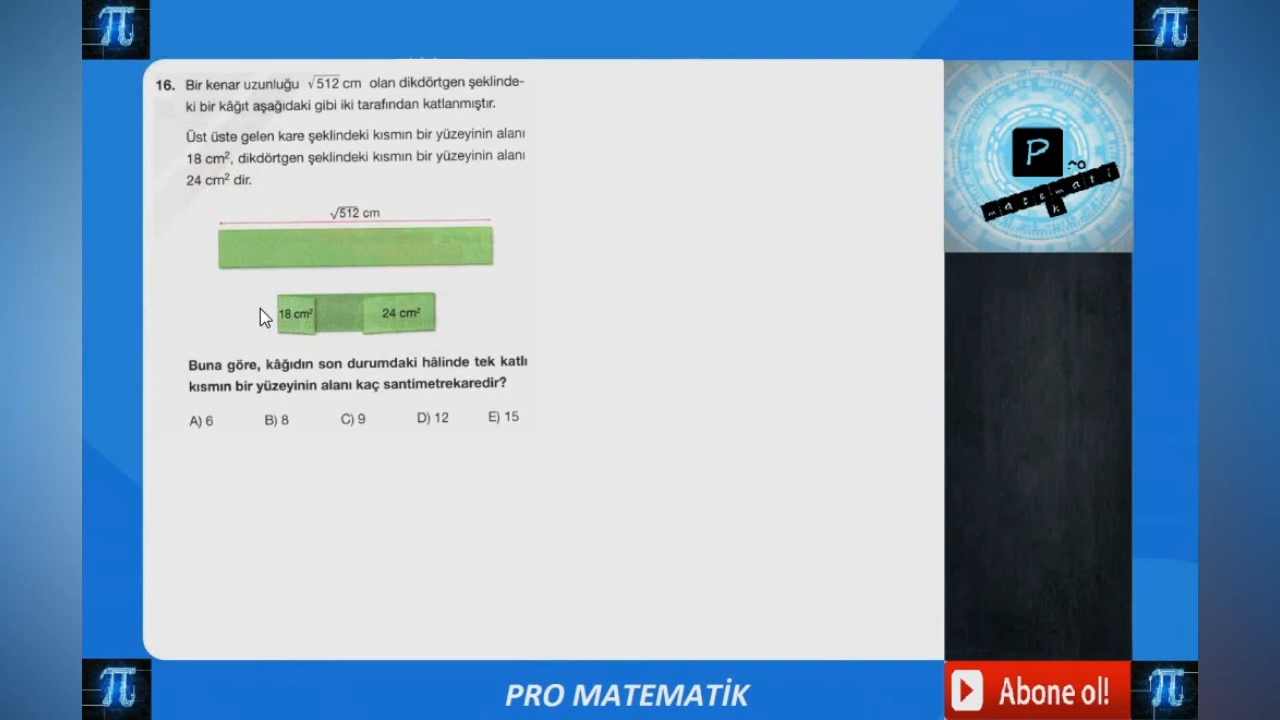 16. Bir kenar uzunluğu √512 cm olan dikdörtgen şeklinde-
ki bir kâğıt aşağıdaki gibi iki tarafından katlanmıştır.
Üst üste gelen kare şeklindeki kısmın bir yüzeyinin alanı
18 cm², dikdörtgen şeklindeki kısmın bir yüzeyinin alanı
24 cm² dir.
√512 cm
18 cm²
24 cm²
Buna göre, kâğıdın son durumdaki hâlinde tek katlı
kısmın bir yüzeyinin alanı kaç santimetrekaredir?
A) 6 B) 8 C) 9 D) 12 E) 15
P
matematik
π
π
π
π
PRO MATEMATİK
Abone ol!